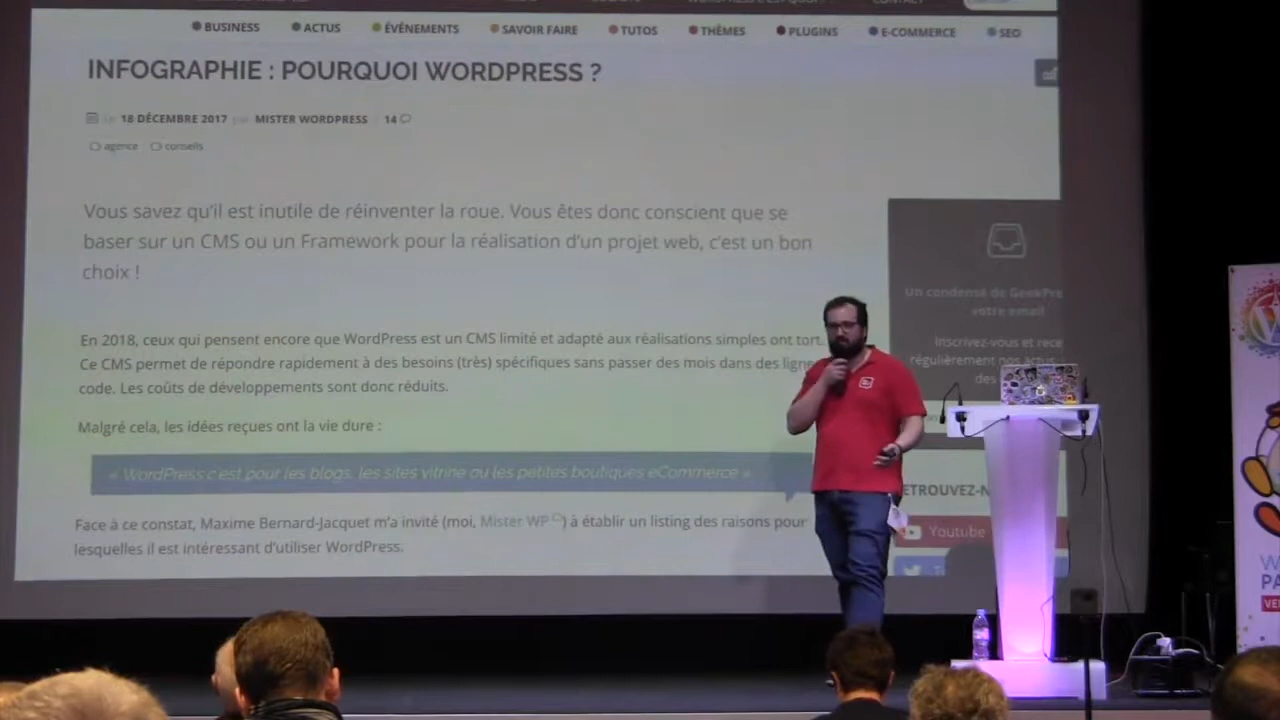 BUSINESS ACTUS ÉVÉNEMENTS SAVOIR FAIRE TUTOS THÈMES PLUGINS E-COMMERCE SEO
INFOGRAPHIE : POURQUOI WORDPRESS ?
18 DÉCEMBRE 2017 MISTER WORDPRESS 14
agence conseils
Vous savez qu'il est inutile de réinventer la roue. Vous êtes donc conscient que se
baser sur un CMS ou un Framework pour la réalisation d'un projet web, c'est un bon
choix !
Un condensé de
votre email
Inscrivez-vous et
régulièrement nos actus
des
En 2018, ceux qui pensent encore que WordPress est un CMS limité et adapté aux réalisations simples ont tort.
Ce CMS permet de répondre rapidement à des besoins (très) spécifiques sans passer des mois dans des ligne
code. Les coûts de développements sont donc réduits.
Malgré cela, les idées reçues ont la vie dure :
« WordPress c'est pour les blogs, les sites vitrine ou les petites boutiques eCommerce »
Face à ce constat, Maxime Bernard-Jacquet m'a invité (moi, Mister WP) à établir un listing des raisons pour
lesquelles il est intéressant d'utiliser WordPress.
ETROUVEZ-N
Youtube
W
PA